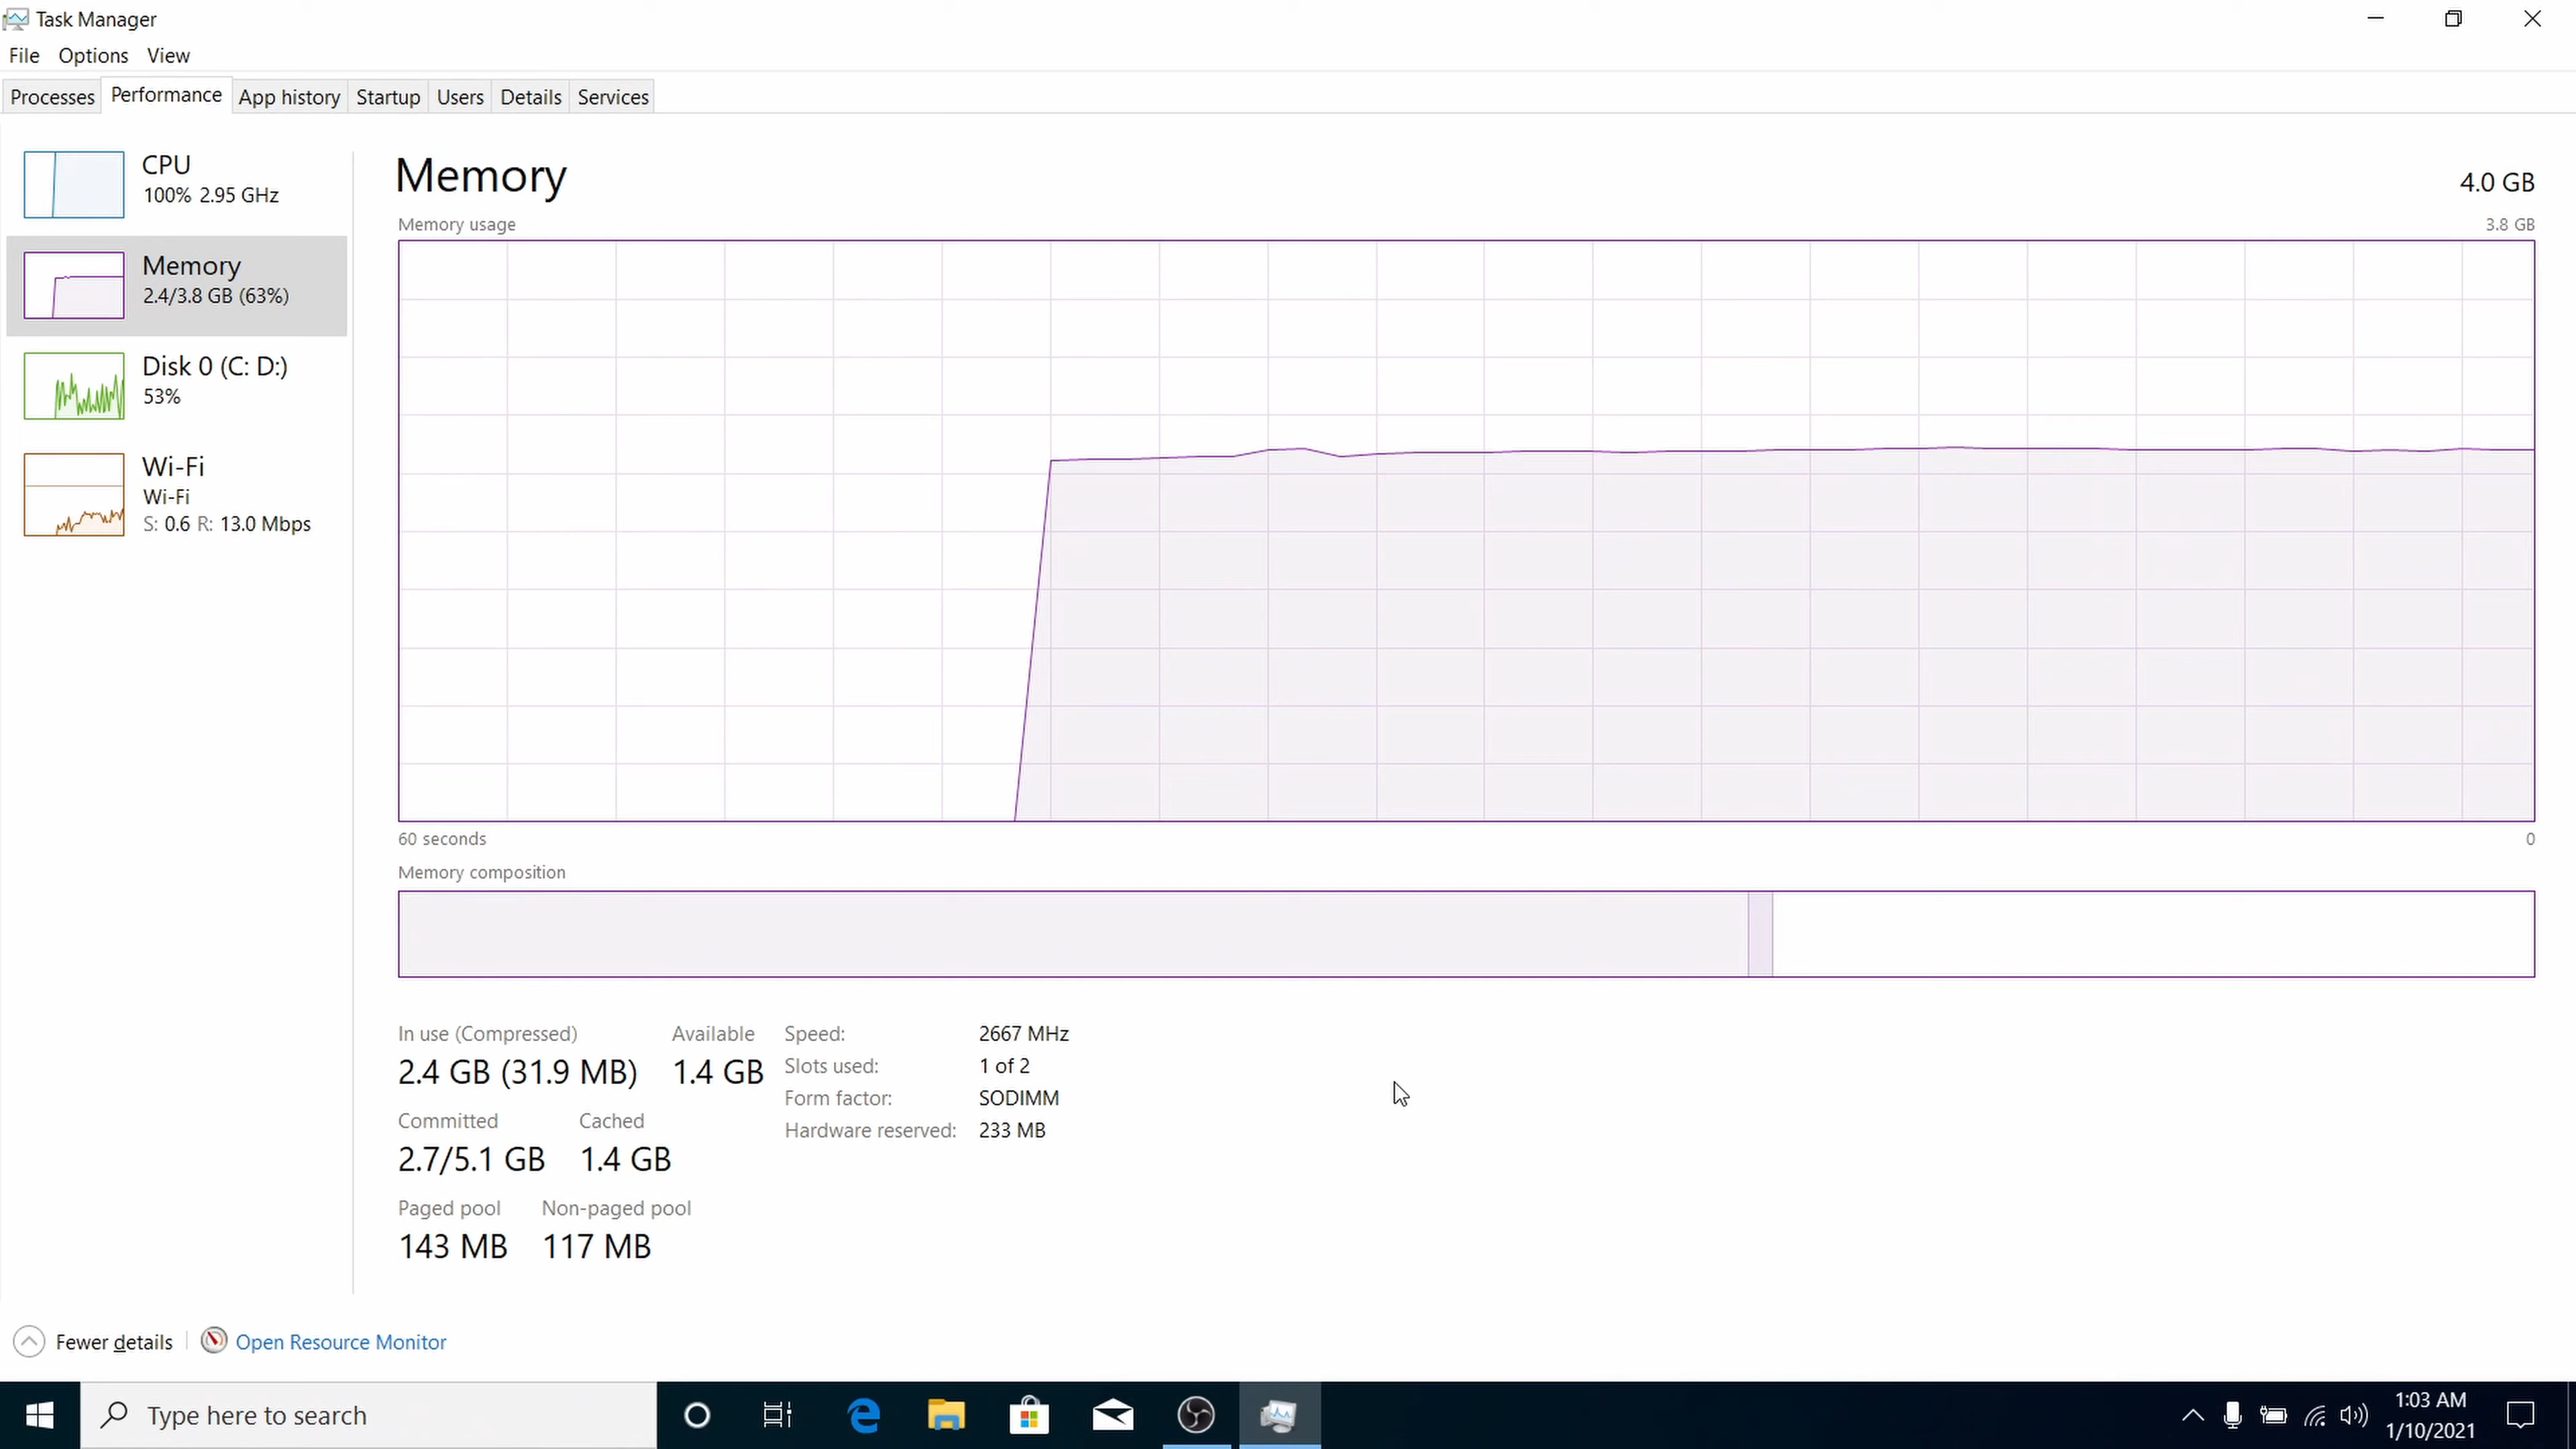 Task Manager
File Options View
Processes Performance App history Startup Users Details Services
CPU
100% 2.95 GHz
Memory
2.4/3.8 GB (63%)
Disk 0 (C: D:)
53%
Wi-Fi
Wi-Fi
S: 0.6 R: 13.0 Mbps
Memory 4.0 GB
Memory usage 3.8 GB
60 seconds 0
Memory composition
In use (Compressed) Available
2.4 GB (31.9 MB) 1.4 GB
Committed Cached
2.7/5.1 GB 1.4 GB
Paged pool Non-paged pool
143 MB 117 MB
Speed: 2667 MHz
Slots used: 1 of 2
Form factor: SODIMM
Hardware reserved: 233 MB
Fewer details Open Resource Monitor
Type here to search
1:03 AM
1/10/2021